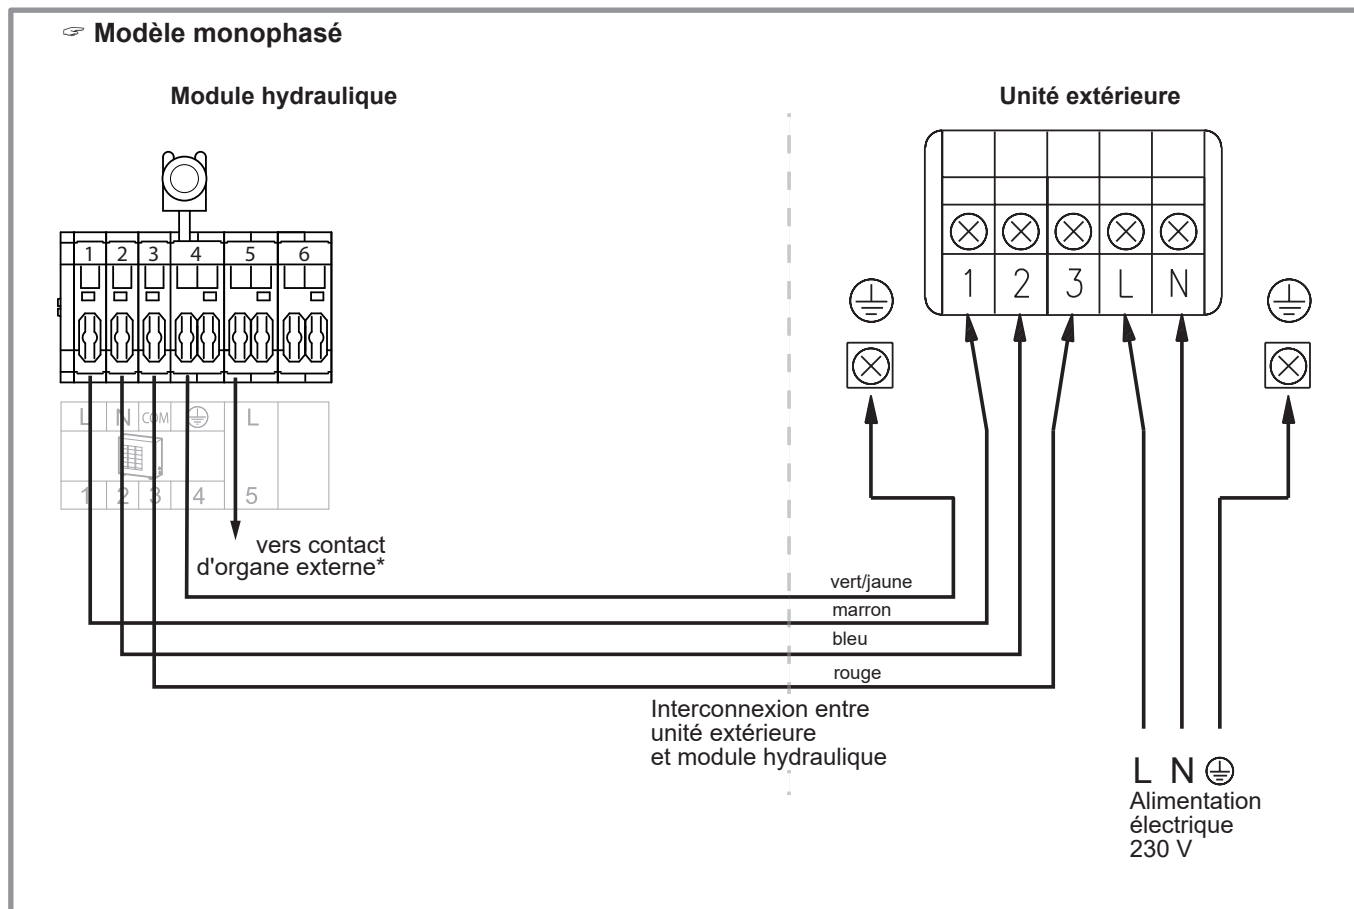 ☞ Modèle monophasé
Module hydraulique
Unité extérieure
1 2 3 4 5 6
1 2 3 L N
L N COM L
1 2 3 4 5
vers contact
d'organe externe*
vert/jaune
marron
bleu
rouge
Interconnexion entre
unité extérieure
et module hydraulique
L N
Alimentation
électrique
230 V